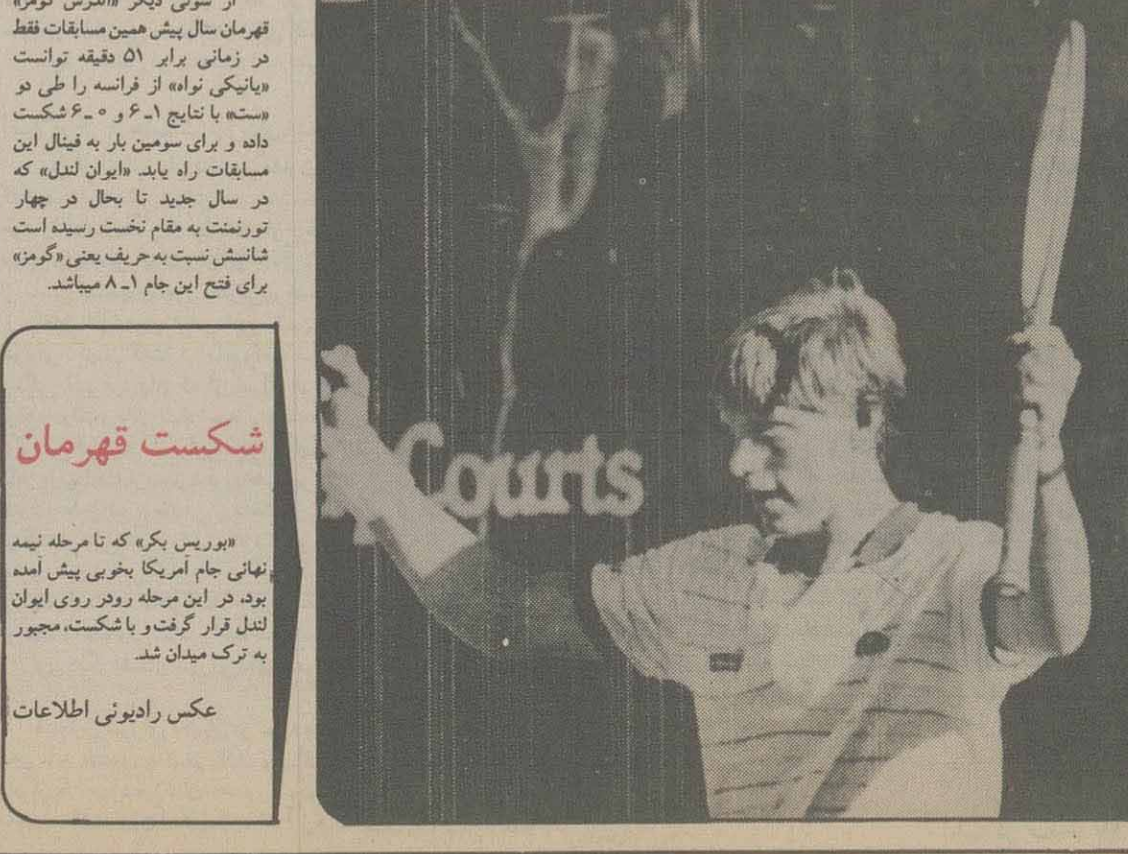 از سوئی دیگر «اندرس گومز»
قهرمان سال پیش همین مسابقات فقط
در زمانی برابر ۵۱ دقیقه توانست
«یانیکی نواه» از فرانسه را طی دو
«ست» با نتایج ۱ـ ۶ و ۰ ـ ۶ شکست
داده و برای سومین بار به فینال این
مسابقات راه یابد. «ایوان لندل» که
در سال جدید تا بحال در چهار
تورنمنت به مقام نخست رسیده است
شانسش نسبت به حریف یعنی «گومز»
برای فتح این جام ۱ـ ۸ میباشد.
شکست قهرمان
«بوریس بکر» که تا مرحله نیمه
نهائی جام آمریکا بخوبی پیش آمده
بود، در این مرحله رودر روی ایوان
لندل قرار گرفت و با شکست، مجبور
به ترک میدان شد.
عکس رادیوئی اطلاعات
Courts